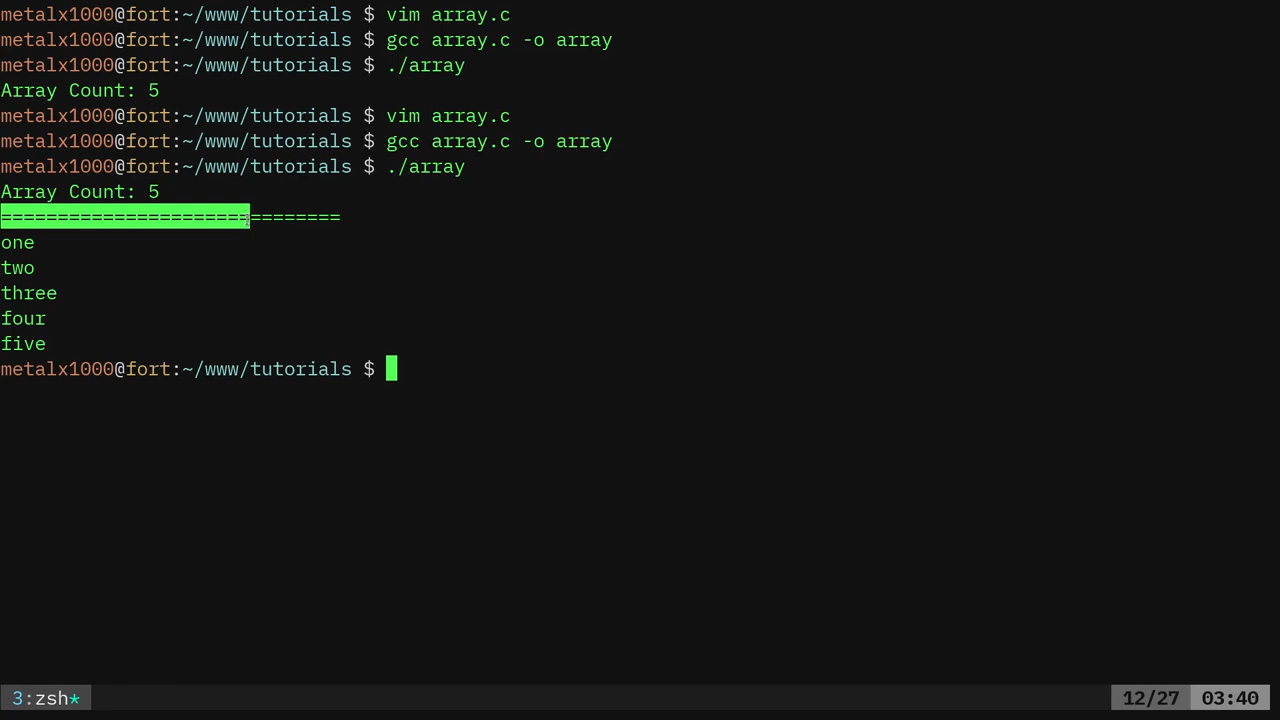 metalx1000@fort:~/www/tutorials $ vim array.c
metalx1000@fort:~/www/tutorials $ gcc array.c -o array
metalx1000@fort:~/www/tutorials $ ./array
Array Count: 5
metalx1000@fort:~/www/tutorials $ vim array.c
metalx1000@fort:~/www/tutorials $ gcc array.c -o array
metalx1000@fort:~/www/tutorials $ ./array
Array Count: 5
==============================
one
two
three
four
five
metalx1000@fort:~/www/tutorials $
3:zsh* 12/27 03:40